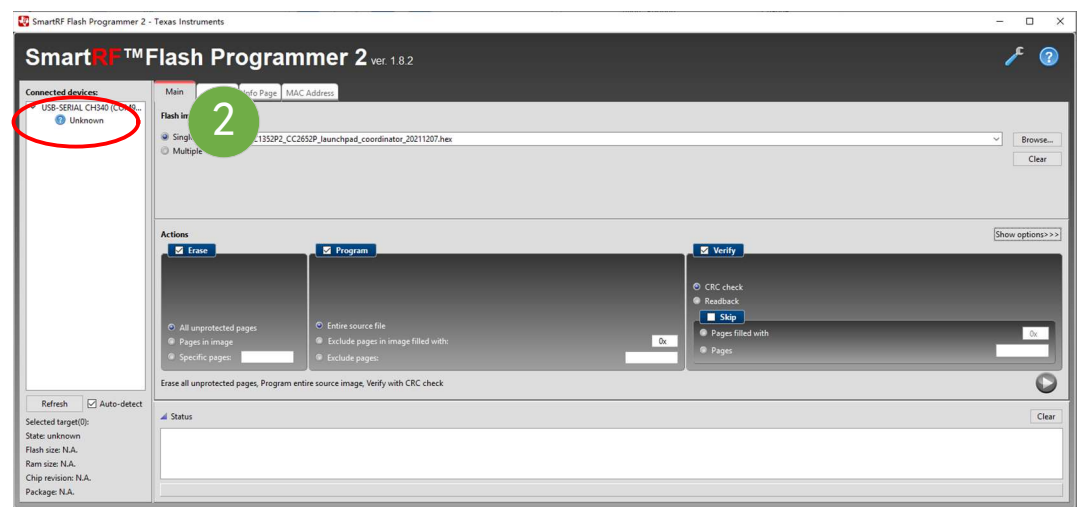 SmartRF Flash Programmer 2 - Texas Instruments
SmartRF™Flash Programmer 2 ver. 1.8.2
Connected devices:
USB-SERIAL CH340 (COM9...
Unknown
Main
Info Page
MAC Address
2
Flash im
Single
C1352P2_CC2652P_launchpad_coordinator_20211207.hex
Browse...
Multiple
Clear
Actions
Show options>>>
Erase
Program
Verify
CRC check
Readback
Skip
All unprotected pages
Entire source file
Pages filled with
0x
Pages in image
Exclude pages in image filled with:
0x
Pages
Specific pages:
Exclude pages:
Erase all unprotected pages, Program entire source image, Verify with CRC check
Refresh
Auto-detect
Status
Clear
Selected target(0):
State: unknown
Flash size: N.A.
Ram size: N.A.
Chip revision: N.A.
Package: N.A.